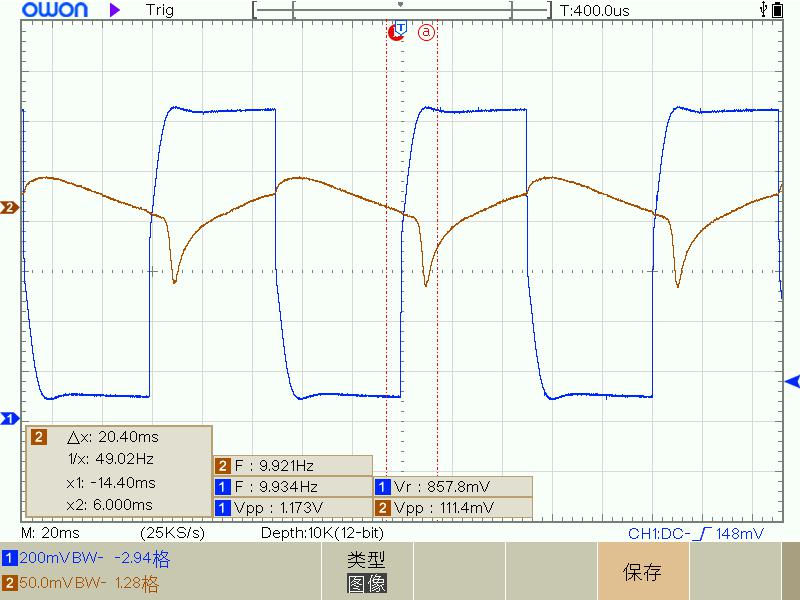 owon Trig T:400.0us
T
a
2
1
2 △x: 20.40ms
1/x: 49.02Hz
x1: -14.40ms
x2: 6.000ms
2 F : 9.921Hz
1 F : 9.934Hz 1 Vr : 857.8mV
1 Vpp : 1.173V 2 Vpp : 111.4mV
M: 20ms (25KS/s) Depth:10K(12-bit) CH1:DC- 148mV
1 200mVBW- -2.94格
2 50.0mVBW- 1.28格
类型
图像
保存